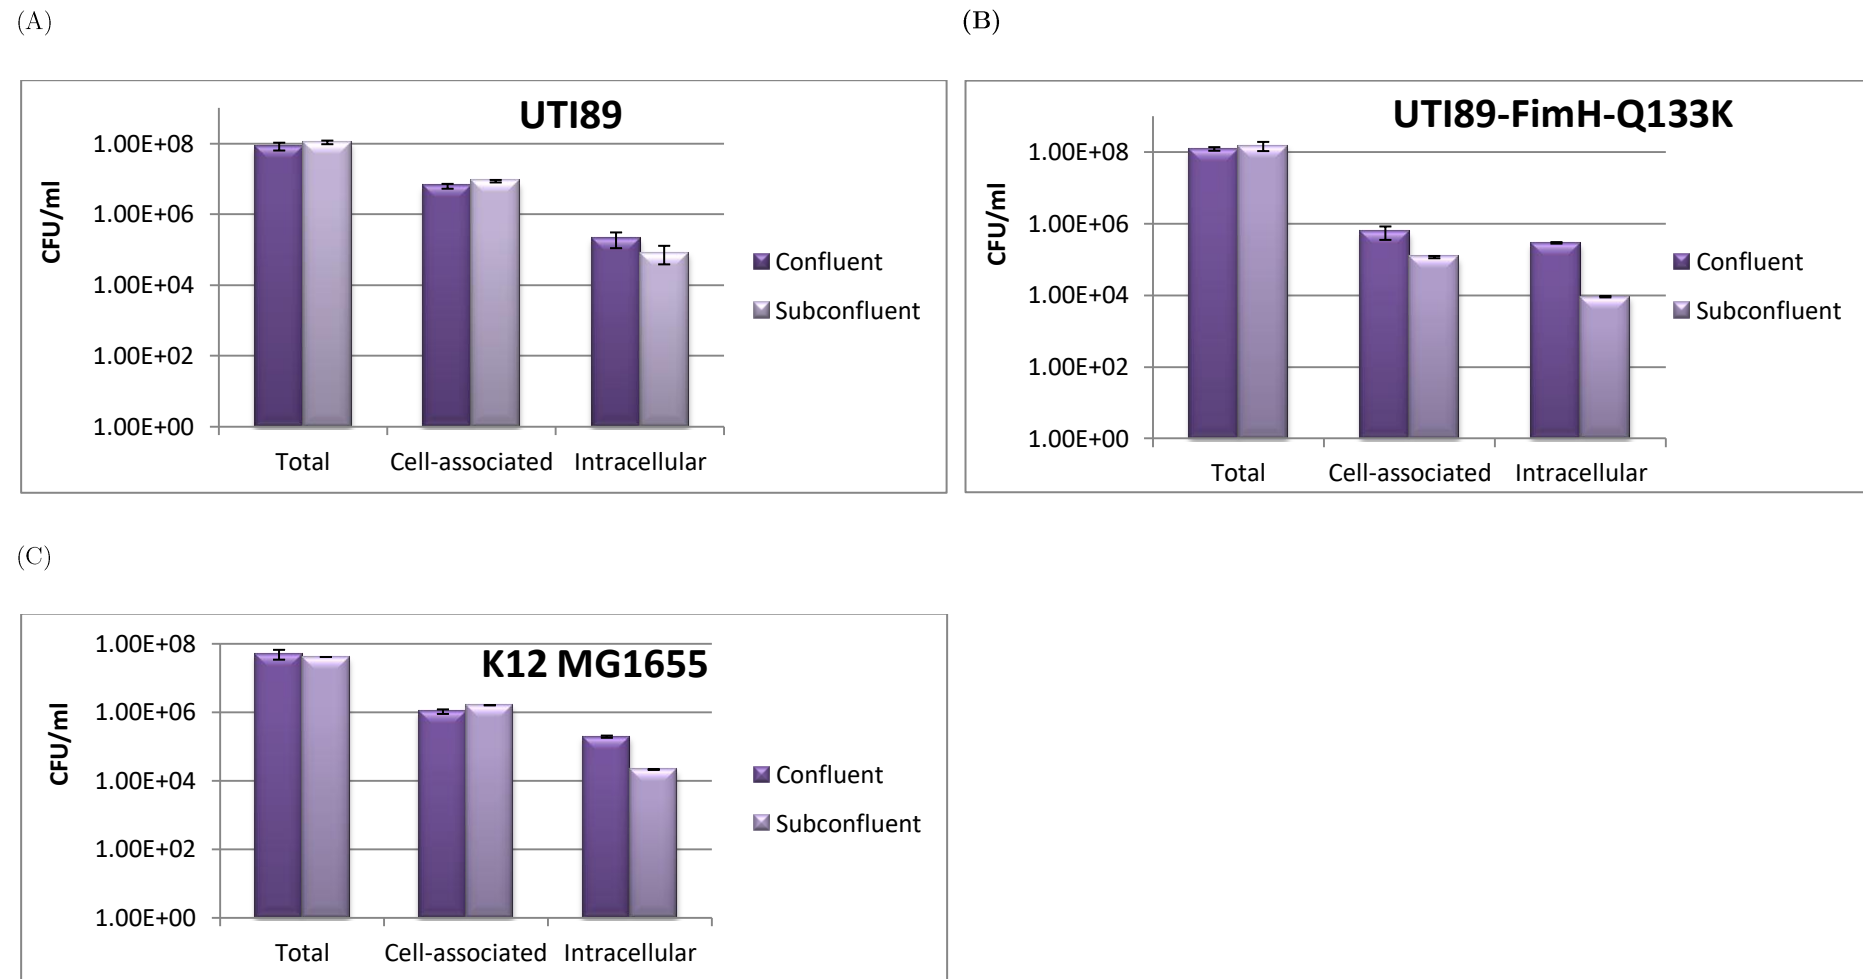 (A)
UTI89
1.00E+08
1.00E+06
1.00E+04
1.00E+02
1.00E+00
CFU/ml
Total Cell-associated Intracellular
Confluent
Subconfluent
(B)
UTI89-FimH-Q133K
1.00E+08
1.00E+06
1.00E+04
1.00E+02
1.00E+00
CFU/ml
Total Cell-associated Intracellular
Confluent
Subconfluent
(C)
K12 MG1655
1.00E+08
1.00E+06
1.00E+04
1.00E+02
1.00E+00
CFU/ml
Total Cell-associated Intracellular
Confluent
Subconfluent